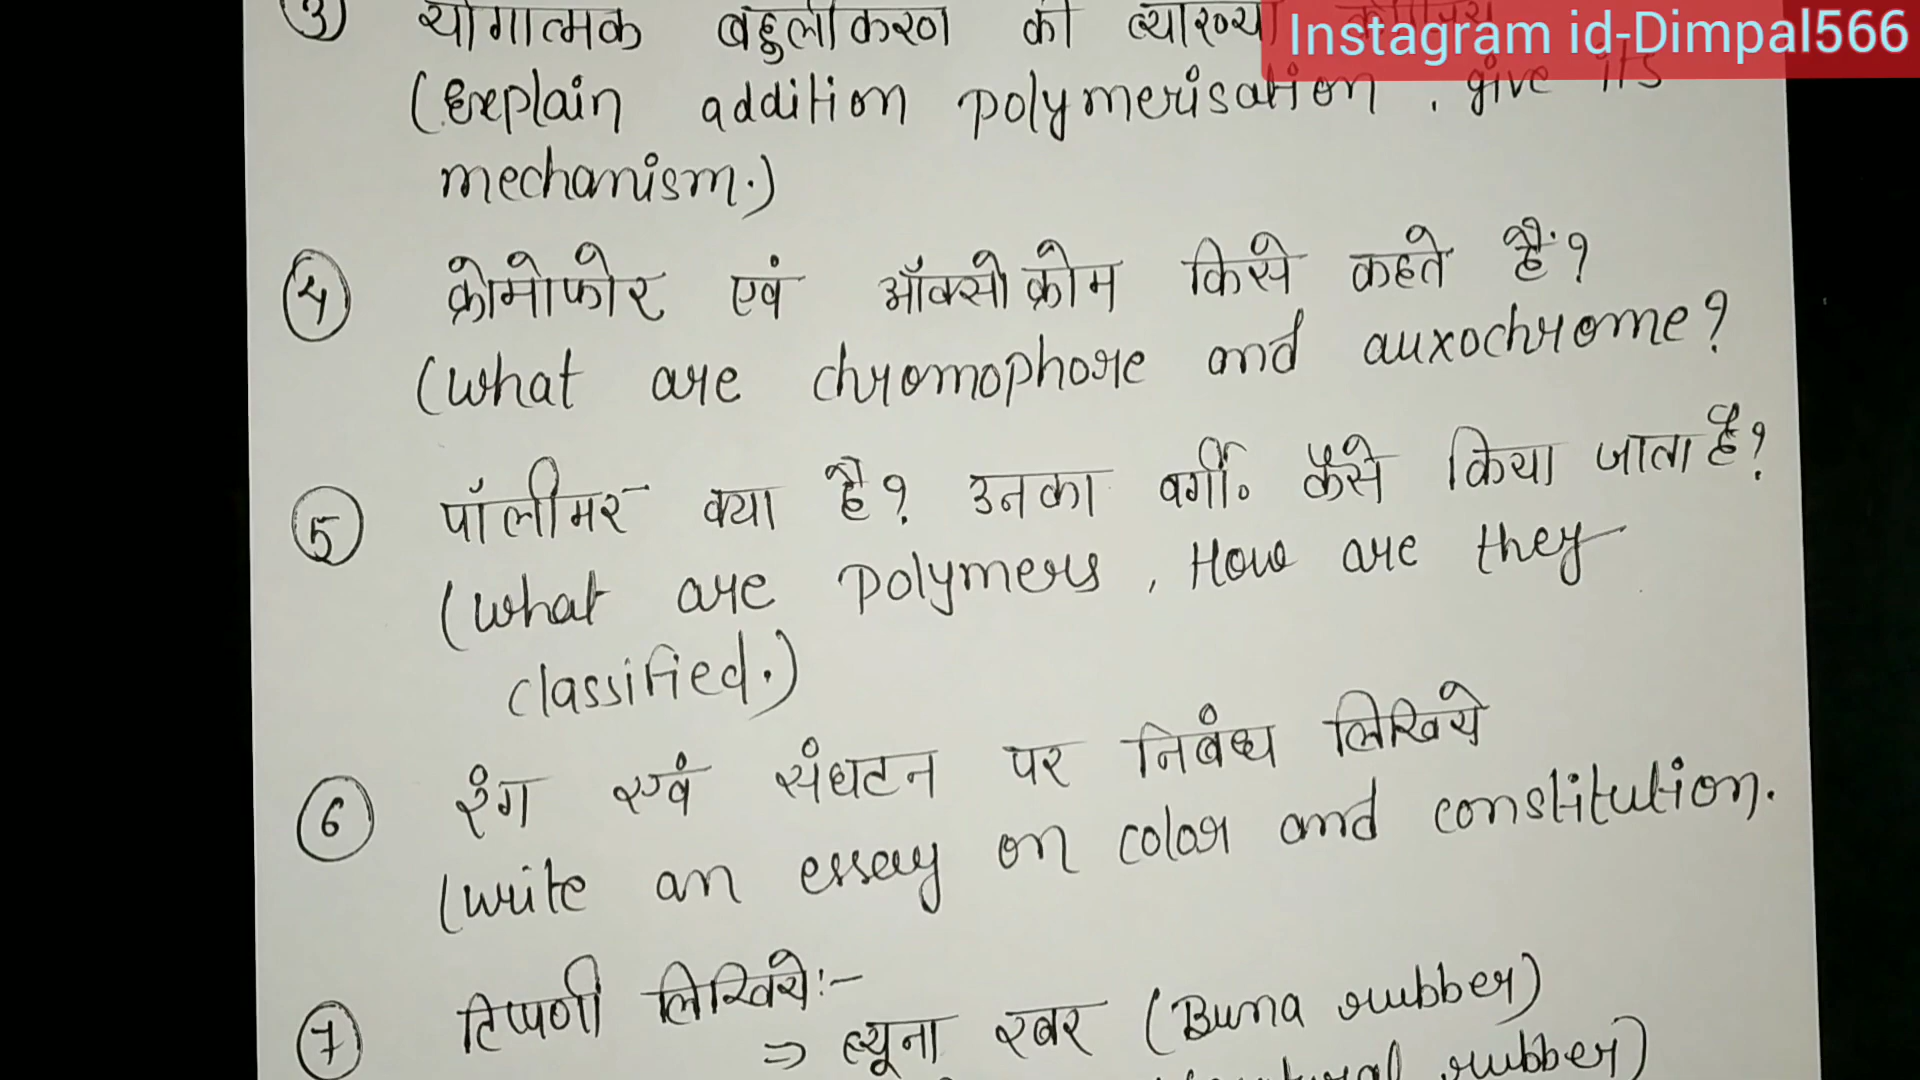 Instagram id-Dimpal566
3) योगात्मक बहुलीकरण की व्याख्या
(Explain addition polymerisation, give its
mechanism.)
4 क्रोमोफोर एवं ऑक्सोक्रोम किसे कहते हैं?
(what are chromophore and auxochrome?
5 पॉलीमर क्या है? उनका वर्गी० कैसे किया जाता है?
(what are polymers, How are they
classified.)
6 रंग एवं संघटन पर निबंध लिखिये
(write an essay on color and constitution.
7 टिप्पणी लिखिये:-
⇒ ब्यूना रबर (Buna rubber)
rubber)